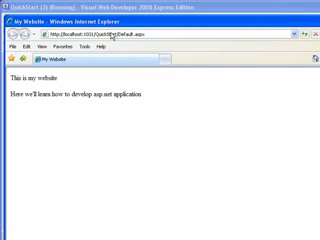 QuickStart (3) (Running) - Visual Web Developer 2008 Express Edition
My Website - Windows Internet Explorer
http://localhost:1031/QuickStart/Default.aspx
File Edit View Favorites Tools Help
My Website
This is my website
Here we'll learn how to develop asp.net application